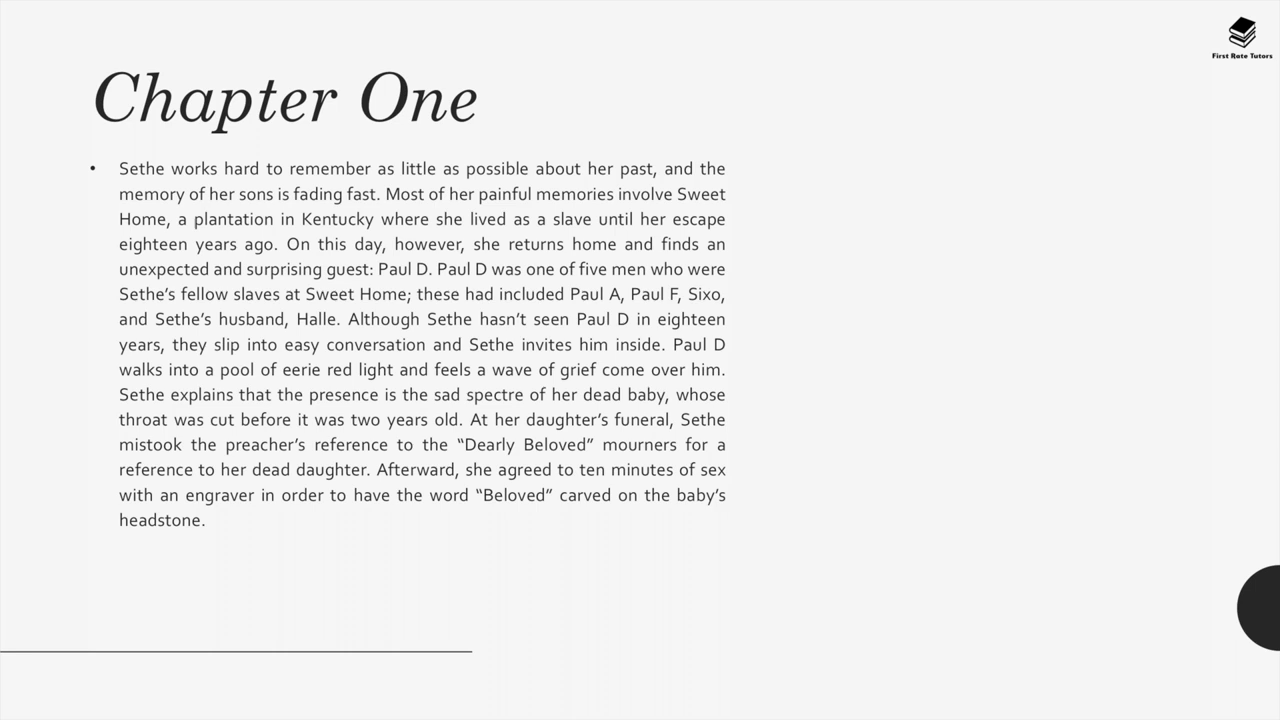 First Rate Tutors
Chapter One
• Sethe works hard to remember as little as possible about her past, and the
memory of her sons is fading fast. Most of her painful memories involve Sweet
Home, a plantation in Kentucky where she lived as a slave until her escape
eighteen years ago. On this day, however, she returns home and finds an
unexpected and surprising guest: Paul D. Paul D was one of five men who were
Sethe’s fellow slaves at Sweet Home; these had included Paul A, Paul F, Sixo,
and Sethe’s husband, Halle. Although Sethe hasn’t seen Paul D in eighteen
years, they slip into easy conversation and Sethe invites him inside. Paul D
walks into a pool of eerie red light and feels a wave of grief come over him.
Sethe explains that the presence is the sad spectre of her dead baby, whose
throat was cut before it was two years old. At her daughter’s funeral, Sethe
mistook the preacher’s reference to the “Dearly Beloved” mourners for a
reference to her dead daughter. Afterward, she agreed to ten minutes of sex
with an engraver in order to have the word “Beloved” carved on the baby’s
headstone.